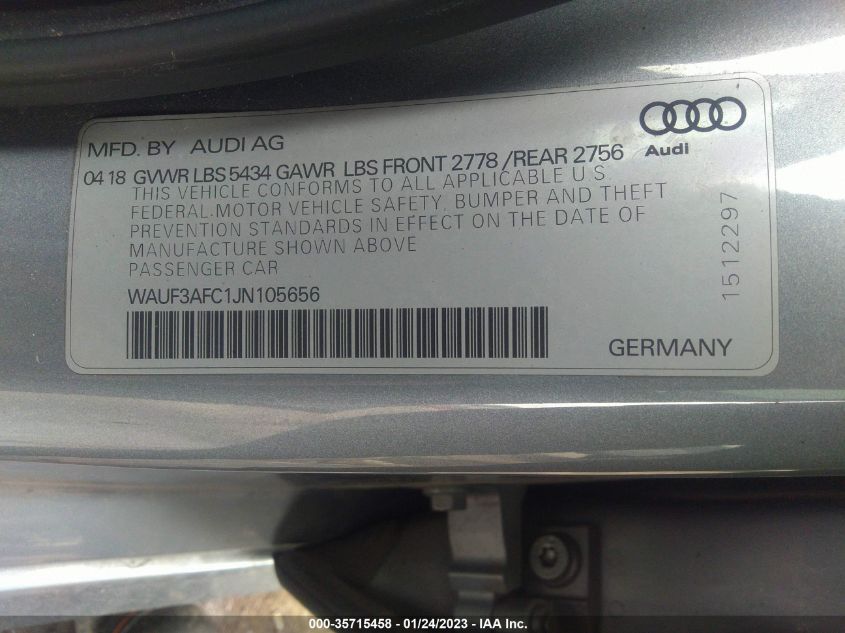 MFD. BY AUDI AG
Audi
04 18 GVWR LBS 5434 GAWR LBS FRONT 2778 /REAR 2756
THIS VEHICLE CONFORMS TO ALL APPLICABLE U S
FEDERAL.MOTOR VEHICLE SAFETY, BUMPER AND THEFT
PREVENTION STANDARDS IN EFFECT ON THE DATE OF
MANUFACTURE SHOWN ABOVE
PASSENGER CAR
WAUF3AFC1JN105656
GERMANY
1512297
000-35715458 - 01/24/2023 - IAA Inc.